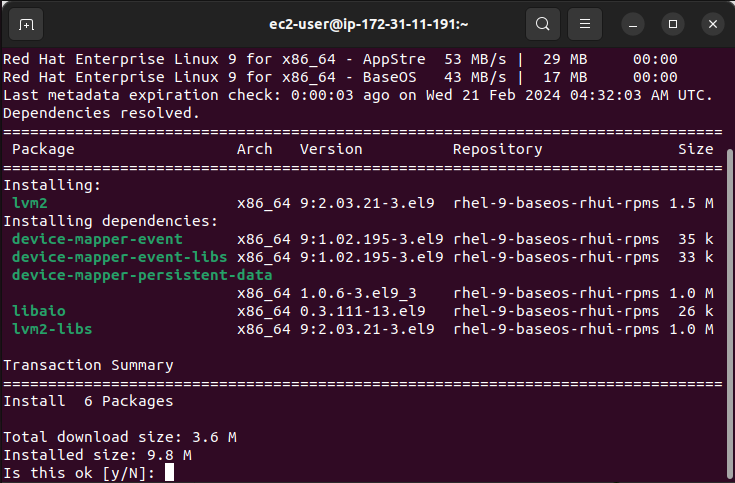 ec2-user@ip-172-31-11-191:~
Red Hat Enterprise Linux 9 for x86_64 - AppStre  53 MB/s |  29 MB     00:00
Red Hat Enterprise Linux 9 for x86_64 - BaseOS   43 MB/s |  17 MB     00:00
Last metadata expiration check: 0:00:03 ago on Wed 21 Feb 2024 04:32:03 AM UTC.
Dependencies resolved.
================================================================================
 Package                  Arch   Version          Repository               Size
================================================================================
Installing:
 lvm2                     x86_64 9:2.03.21-3.el9  rhel-9-baseos-rhui-rpms 1.5 M
Installing dependencies:
 device-mapper-event      x86_64 9:1.02.195-3.el9 rhel-9-baseos-rhui-rpms  35 k
 device-mapper-event-libs x86_64 9:1.02.195-3.el9 rhel-9-baseos-rhui-rpms  33 k
 device-mapper-persistent-data
                          x86_64 1.0.6-3.el9_3    rhel-9-baseos-rhui-rpms 1.0 M
 libaio                   x86_64 0.3.111-13.el9   rhel-9-baseos-rhui-rpms  26 k
 lvm2-libs                x86_64 9:2.03.21-3.el9  rhel-9-baseos-rhui-rpms 1.0 M

Transaction Summary
================================================================================
Install  6 Packages

Total download size: 3.6 M
Installed size: 9.8 M
Is this ok [y/N]: